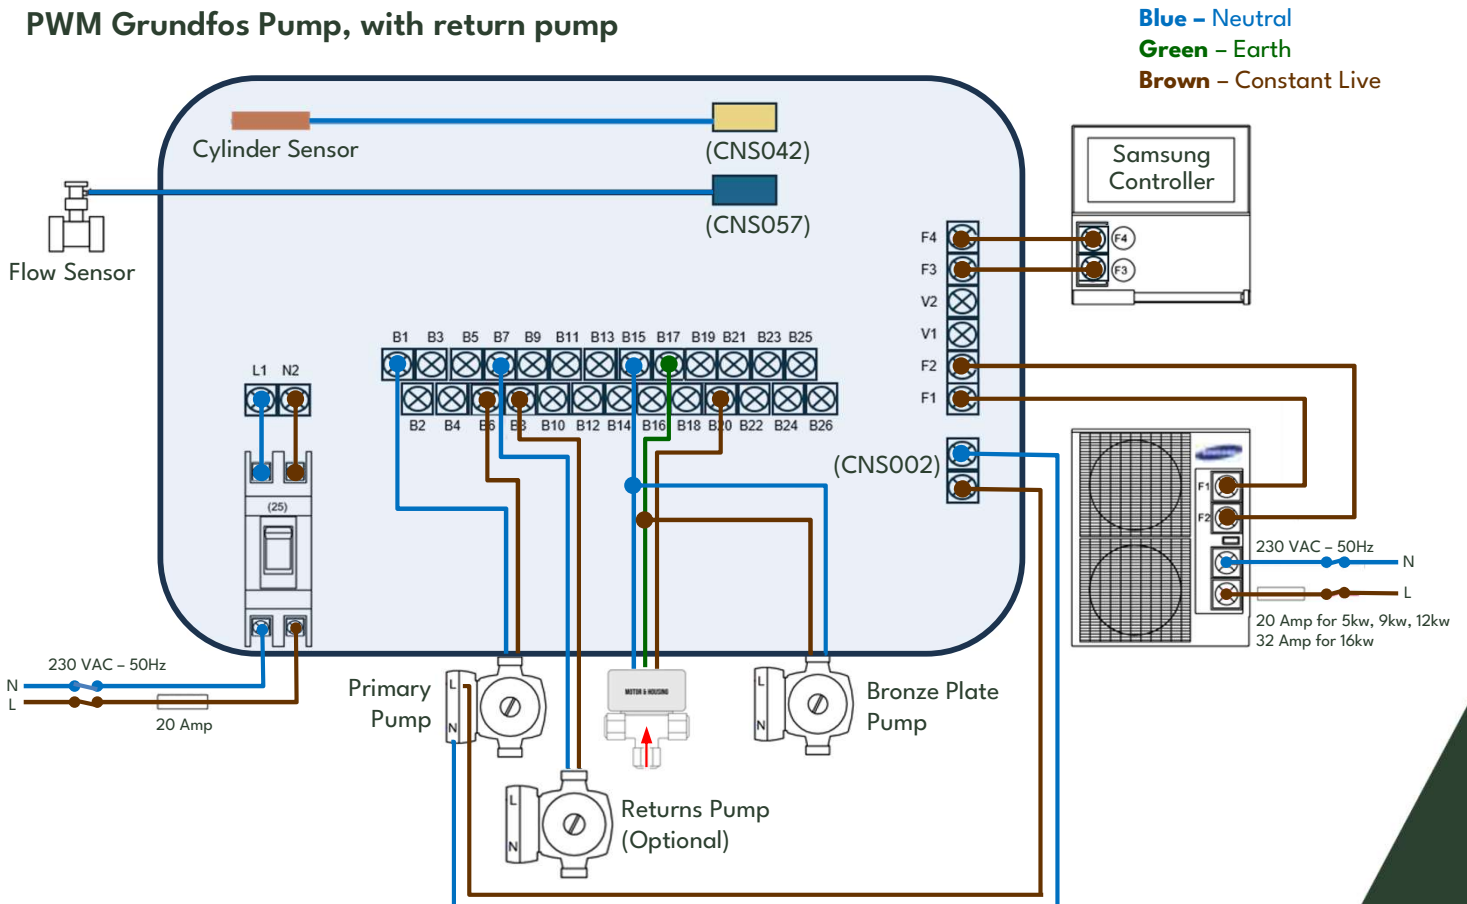 PWM Grundfos Pump, with return pump
Blue – Neutral
Green – Earth
Brown – Constant Live
Cylinder Sensor
(CNS042)
(CNS057)
Flow Sensor
Samsung
Controller
F4
F3
F4
F3
V2
V1
F2
F1
B1 B3 B5 B7 B9 B11 B13 B15 B17 B19 B21 B23 B25
B2 B4 B6 B8 B10 B12 B14 B16 B18 B20 B22 B24 B26
L1 N2
(25)
(CNS002)
SAMSUNG
F1
F2
230 VAC – 50Hz
N
L
20 Amp for 5kw, 9kw, 12kw
32 Amp for 16kw
230 VAC – 50Hz
N
L
20 Amp
Primary
Pump
L
N
MOTOR & HOUSING
L
N
Bronze Plate
Pump
L
N
Returns Pump
(Optional)